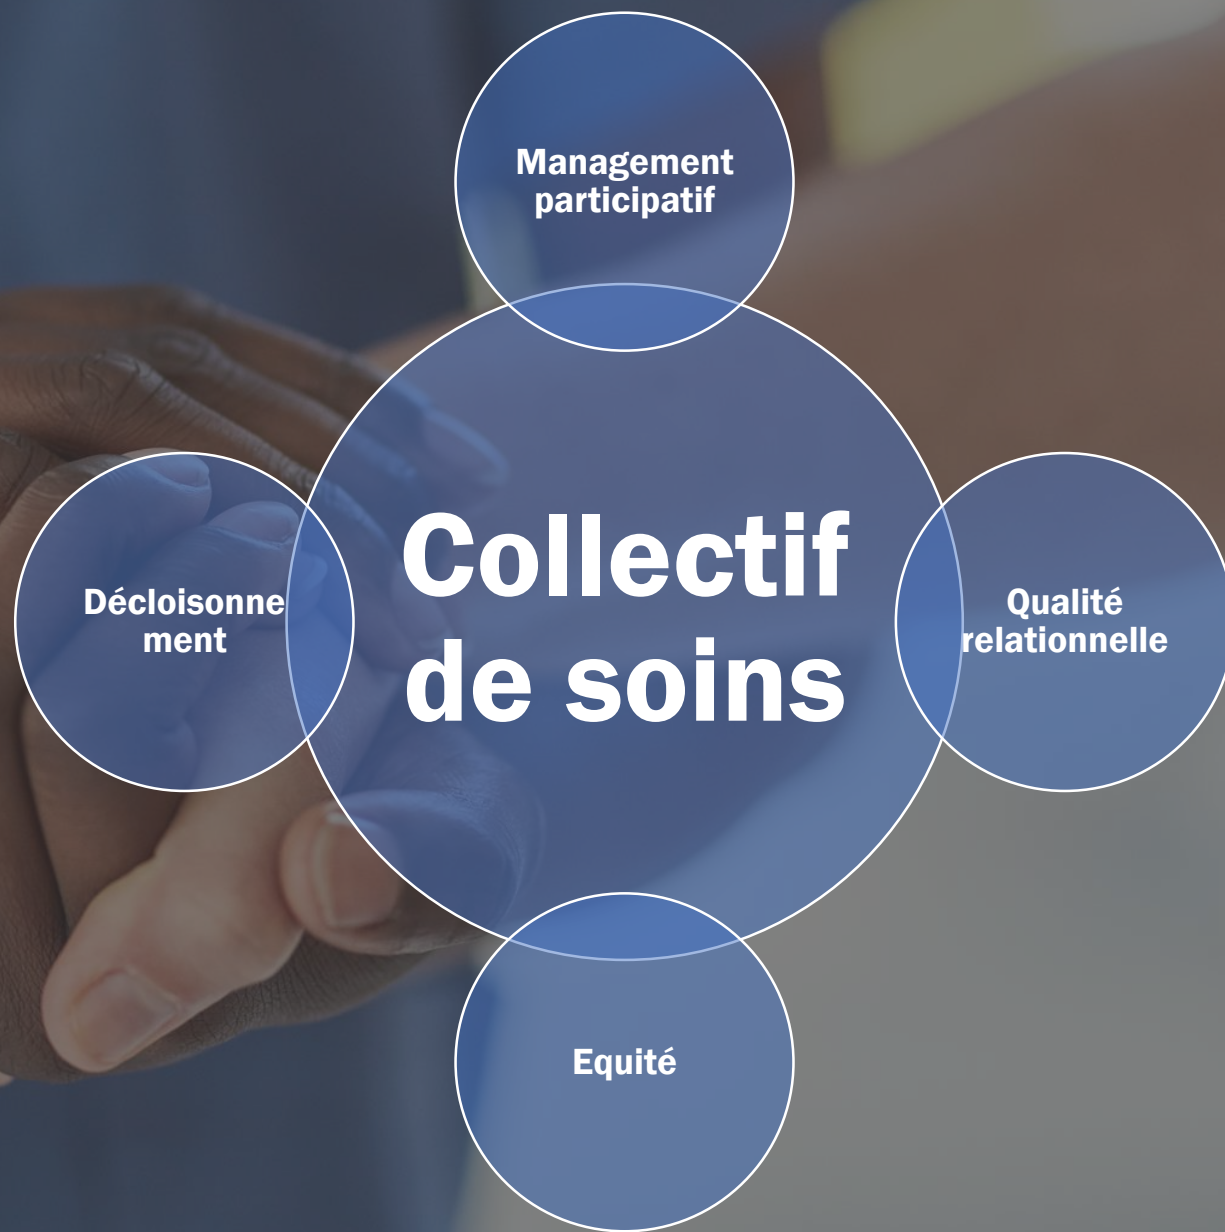 Management
participatif
Collectif
de soins
Décloisonne
ment
Qualité
relationnelle
Equité